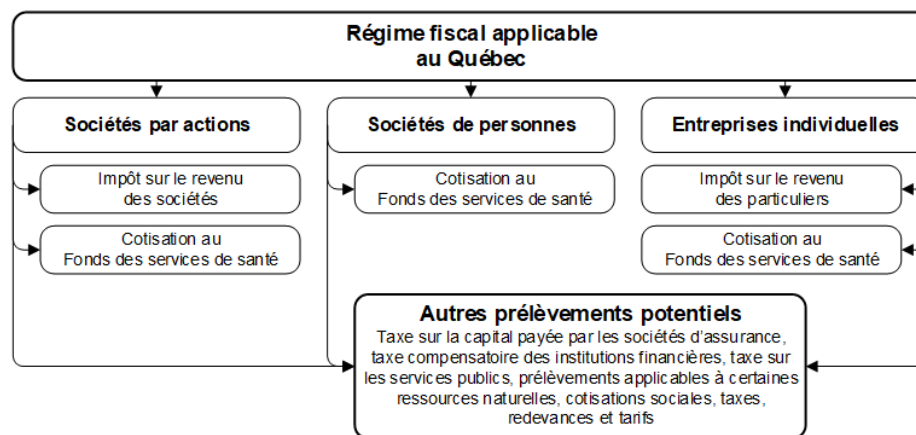 Régime fiscal applicable
au Québec
Sociétés par actions
Sociétés de personnes
Entreprises individuelles
Impôt sur le revenu
des sociétés
Cotisation au
Fonds des services de santé
Impôt sur le revenu
des particuliers
Cotisation au
Fonds des services de santé
Cotisation au
Fonds des services de santé
Autres prélèvements potentiels
Taxe sur la capital payée par les sociétés d'assurance,
taxe compensatoire des institutions financières, taxe sur
les services publics, prélèvements applicables à certaines
ressources naturelles, cotisations sociales, taxes,
redevances et tarifs